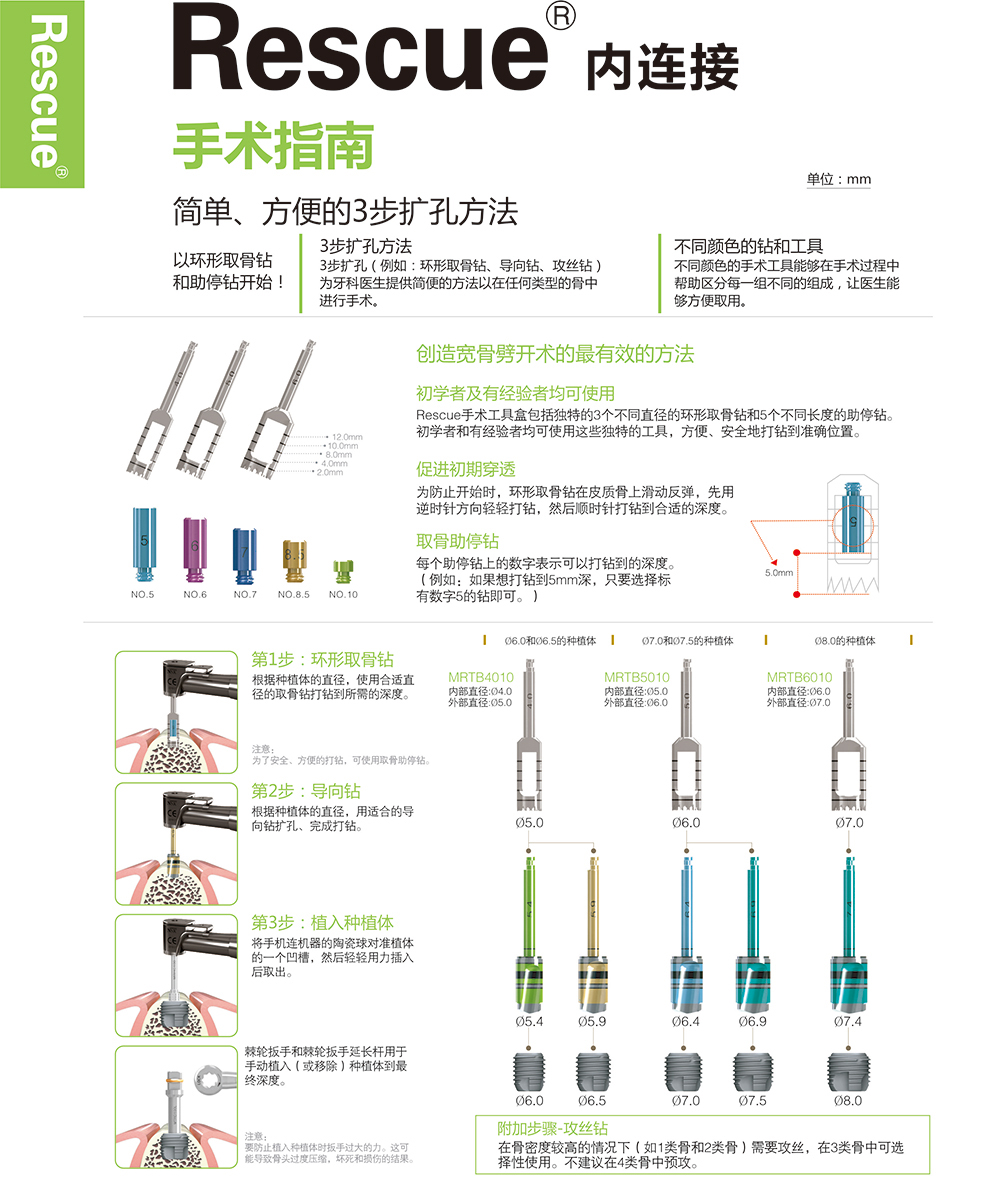 Rescue®
Rescue® 内连接
手术指南
单位：mm
简单、方便的3步扩孔方法
以环形取骨钻
和助停钻开始！
3步扩孔方法
3步扩孔（例如：环形取骨钻、导向钻、攻丝钻）
为牙科医生提供简便的方法以在任何类型的骨中
进行手术。
不同颜色的钻和工具
不同颜色的手术工具能够在手术过程中
帮助区分每一组不同的组成，让医生能
够方便取用。
4.0
5.0
6.0
12.0mm
10.0mm
8.0mm
4.0mm
2.0mm
创造宽骨劈开术的最有效的方法
初学者及有经验者均可使用
Rescue手术工具盒包括独特的3个不同直径的环形取骨钻和5个不同长度的助停钻。
初学者和有经验者均可使用这些独特的工具，方便、安全地打钻到准确位置。
促进初期穿透
为防止开始时，环形取骨钻在皮质骨上滑动反弹，先用
逆时针方向轻轻打钻，然后顺时针打钻到合适的深度。
取骨助停钻
每个助停钻上的数字表示可以打钻到的深度。
（例如：如果想打钻到5mm深，只要选择标
有数字5的钻即可。）
5
6
7
8.5
NO.5
NO.6
NO.7
NO.8.5
NO.10
5
5.0mm
第1步：环形取骨钻
根据种植体的直径，使用合适直
径的取骨钻打钻到所需的深度。
注意：
为了安全、方便的打钻，可使用取骨助停钻。
第2步：导向钻
根据种植体的直径，用适合的导
向钻扩孔、完成打钻。
第3步：植入种植体
将手机连机器的陶瓷球对准植体
的一个凹槽，然后轻轻用力插入
后取出。
棘轮扳手和棘轮扳手延长杆用于
手动植入（或移除）种植体到最
终深度。
注意：
要防止植入种植体时扳手过大的力。这可
能导致骨头过度压缩，坏死和损伤的结果。
Ø6.0和Ø6.5的种植体
Ø7.0和Ø7.5的种植体
Ø8.0的种植体
MRTB4010
内部直径:Ø4.0
外部直径:Ø5.0
MRTB5010
内部直径:Ø5.0
外部直径:Ø6.0
MRTB6010
内部直径:Ø6.0
外部直径:Ø7.0
4.0
5.0
6.0
Ø5.0
Ø6.0
Ø7.0
5.4
5.9
6.4
6.9
7.4
Ø5.4
Ø5.9
Ø6.4
Ø6.9
Ø7.4
Ø6.0
Ø6.5
Ø7.0
Ø7.5
Ø8.0
附加步骤-攻丝钻
在骨密度较高的情况下（如1类骨和2类骨）需要攻丝，在3类骨中可选
择性使用。不建议在4类骨中预攻。